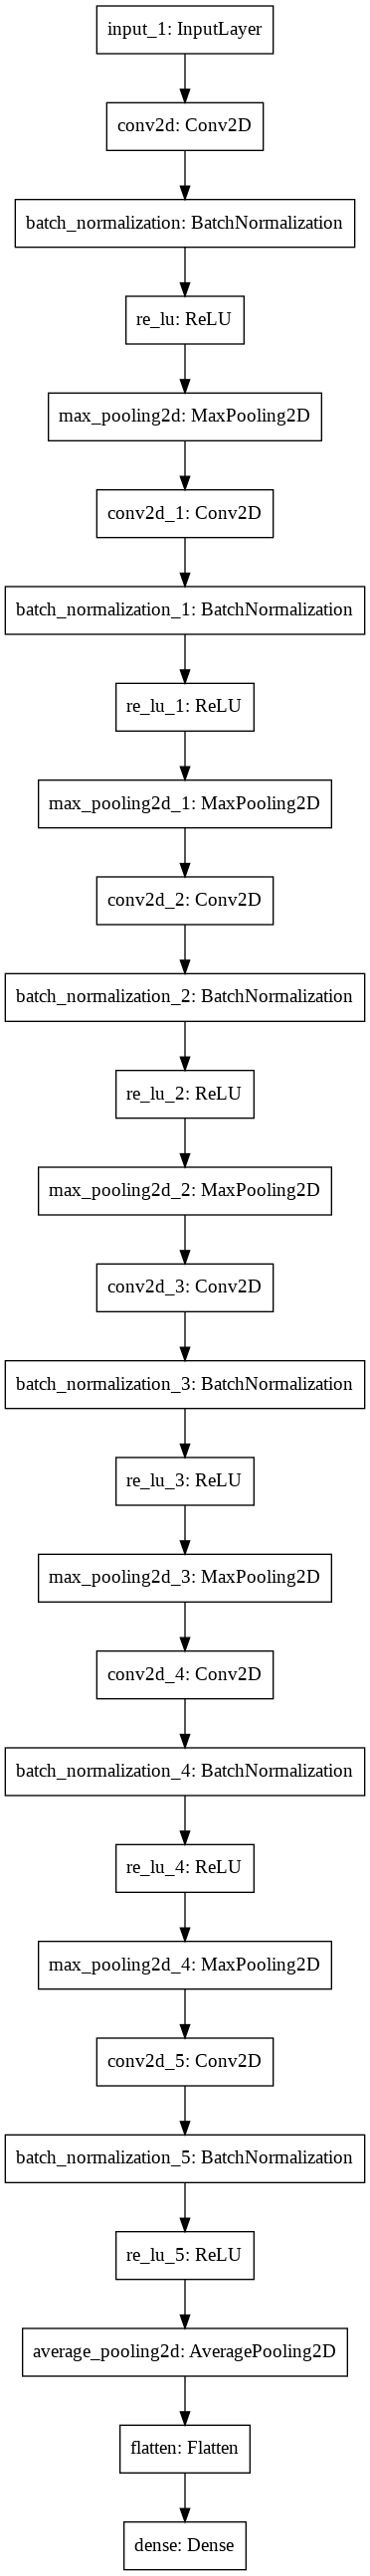 input_1: InputLayer
conv2d: Conv2D
batch_normalization: BatchNormalization
re_lu: ReLU
max_pooling2d: MaxPooling2D
conv2d_1: Conv2D
batch_normalization_1: BatchNormalization
re_lu_1: ReLU
max_pooling2d_1: MaxPooling2D
conv2d_2: Conv2D
batch_normalization_2: BatchNormalization
re_lu_2: ReLU
max_pooling2d_2: MaxPooling2D
conv2d_3: Conv2D
batch_normalization_3: BatchNormalization
re_lu_3: ReLU
max_pooling2d_3: MaxPooling2D
conv2d_4: Conv2D
batch_normalization_4: BatchNormalization
re_lu_4: ReLU
max_pooling2d_4: MaxPooling2D
conv2d_5: Conv2D
batch_normalization_5: BatchNormalization
re_lu_5: ReLU
average_pooling2d: AveragePooling2D
flatten: Flatten
dense: Dense